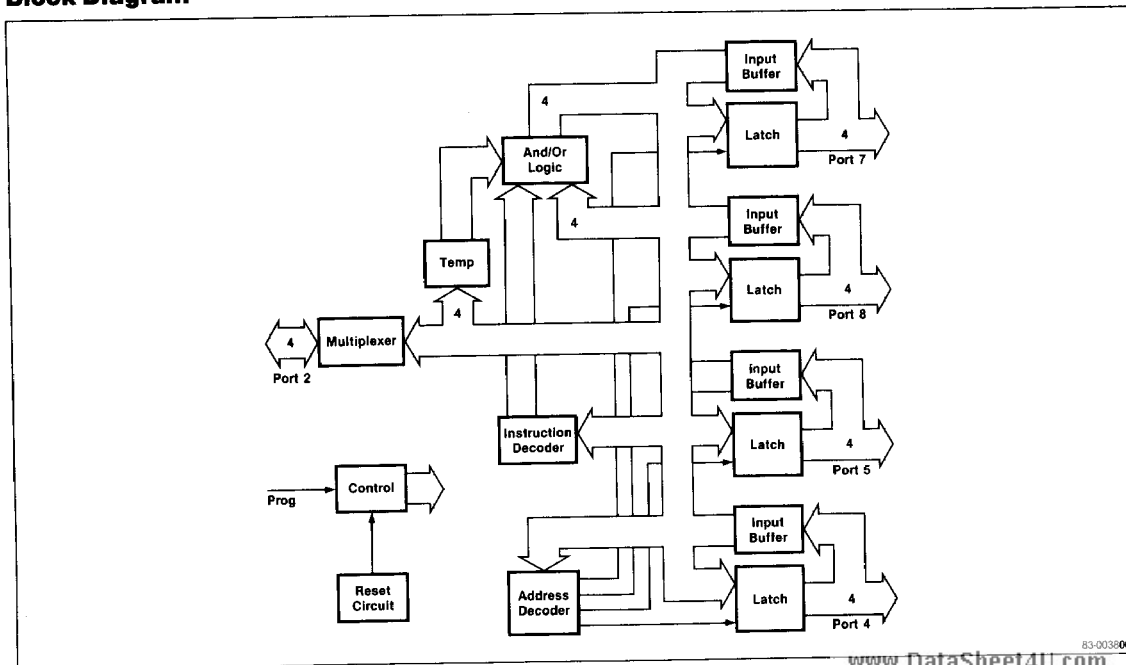 Block Diagram
Input
Buffer
4
Latch
4
Port 7
And/Or
Logic
Input
Buffer
4
Temp
Latch
4
Port 8
4
4
Multiplexer
Port 2
Input
Buffer
Instruction
Decoder
Latch
4
Port 5
Prog
Control
Input
Buffer
Reset
Circuit
Address
Decoder
Latch
4
Port 4
www.DataSheet4U.com